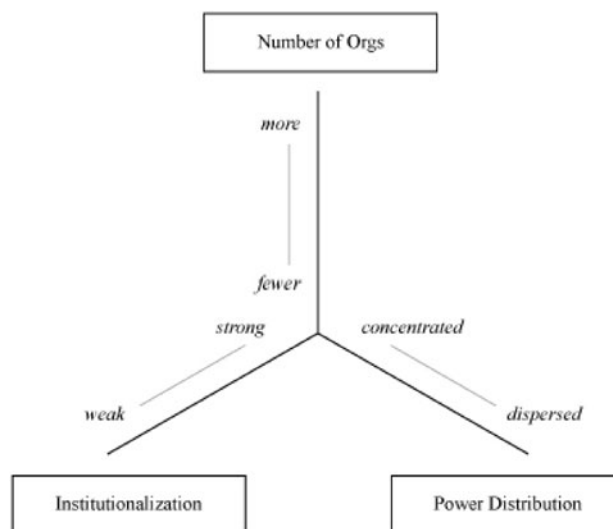 Number of Orgs
more
fewer
strong
concentrated
weak
dispersed
Institutionalization
Power Distribution